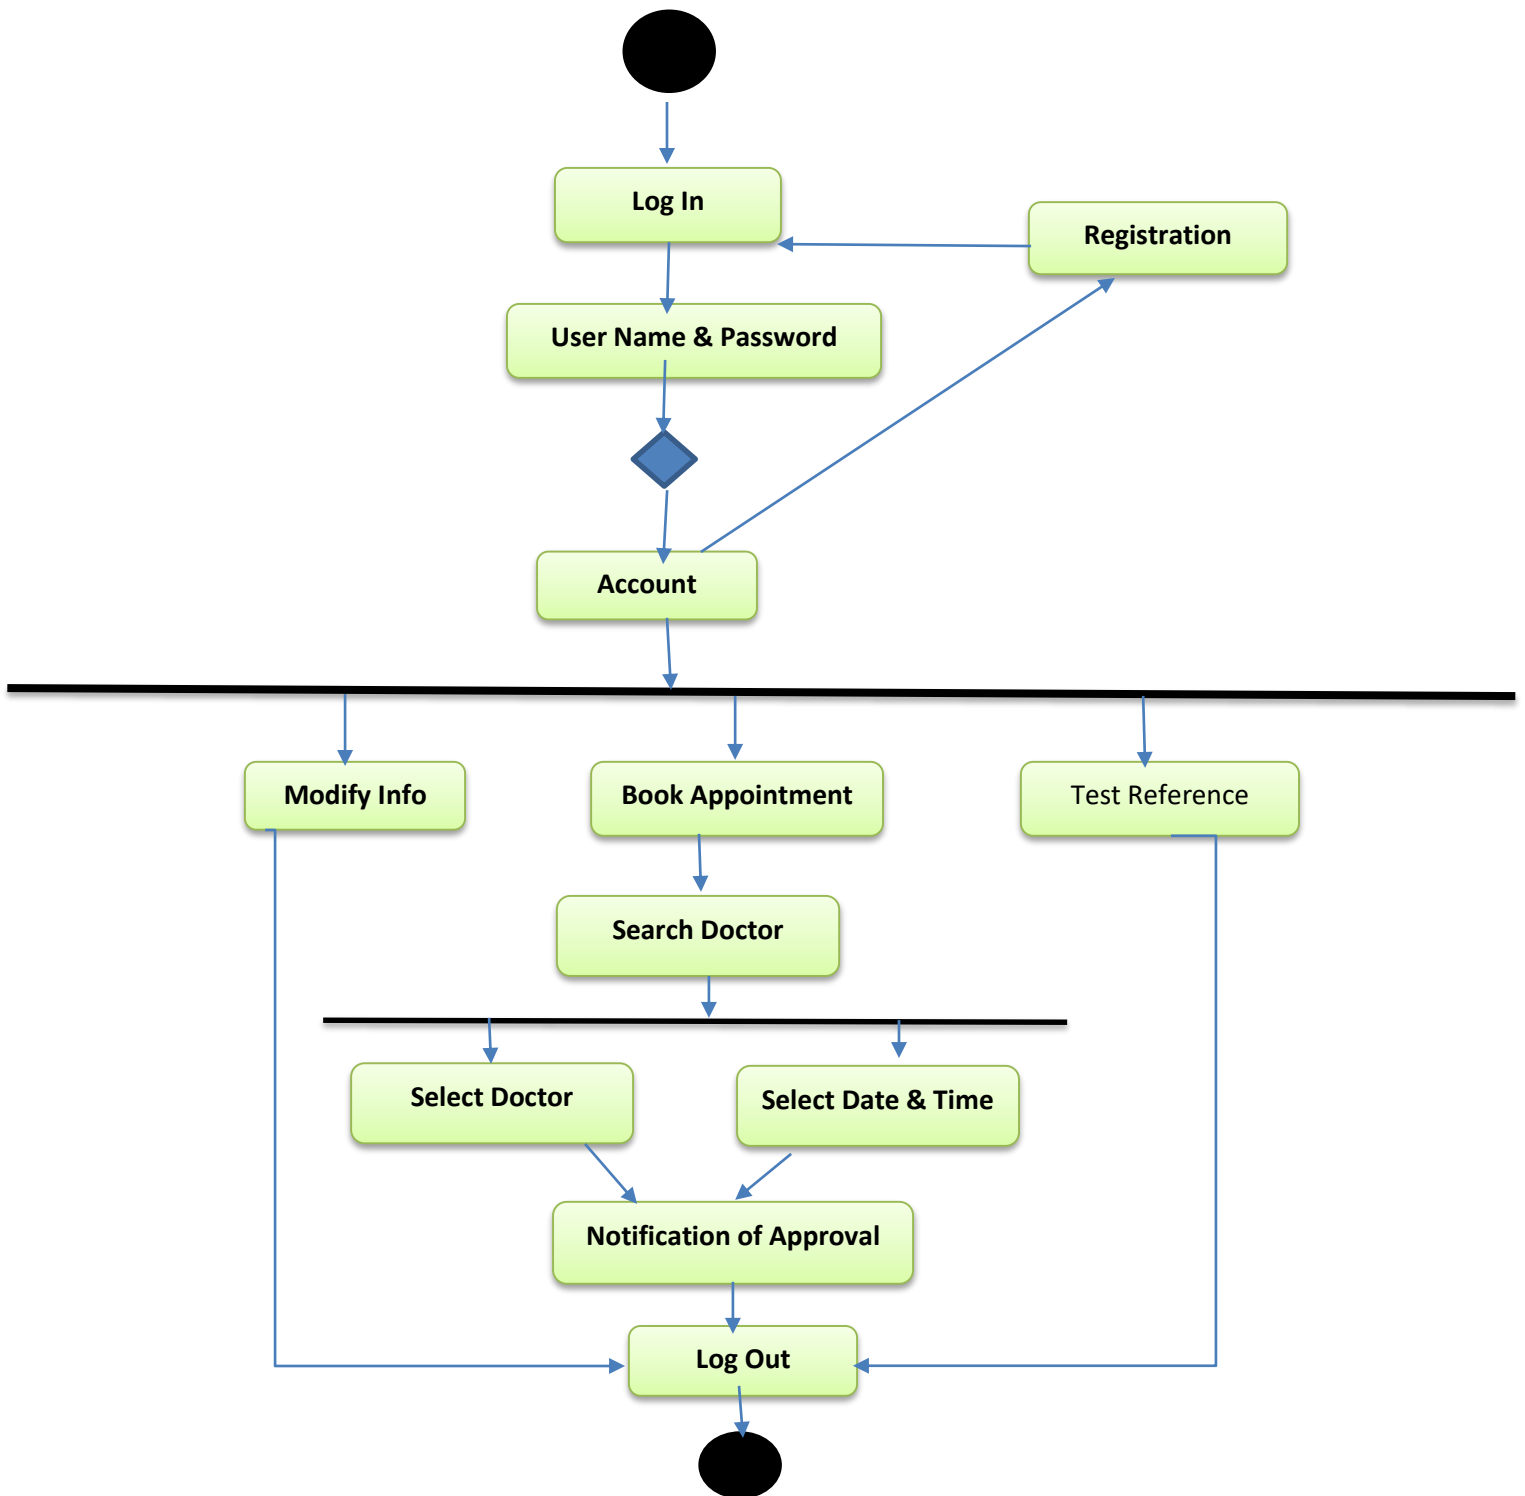 Log In
Registration
User Name & Password
Account
Modify Info
Book Appointment
Test Reference
Search Doctor
Select Doctor
Select Date & Time
Notification of Approval
Log Out